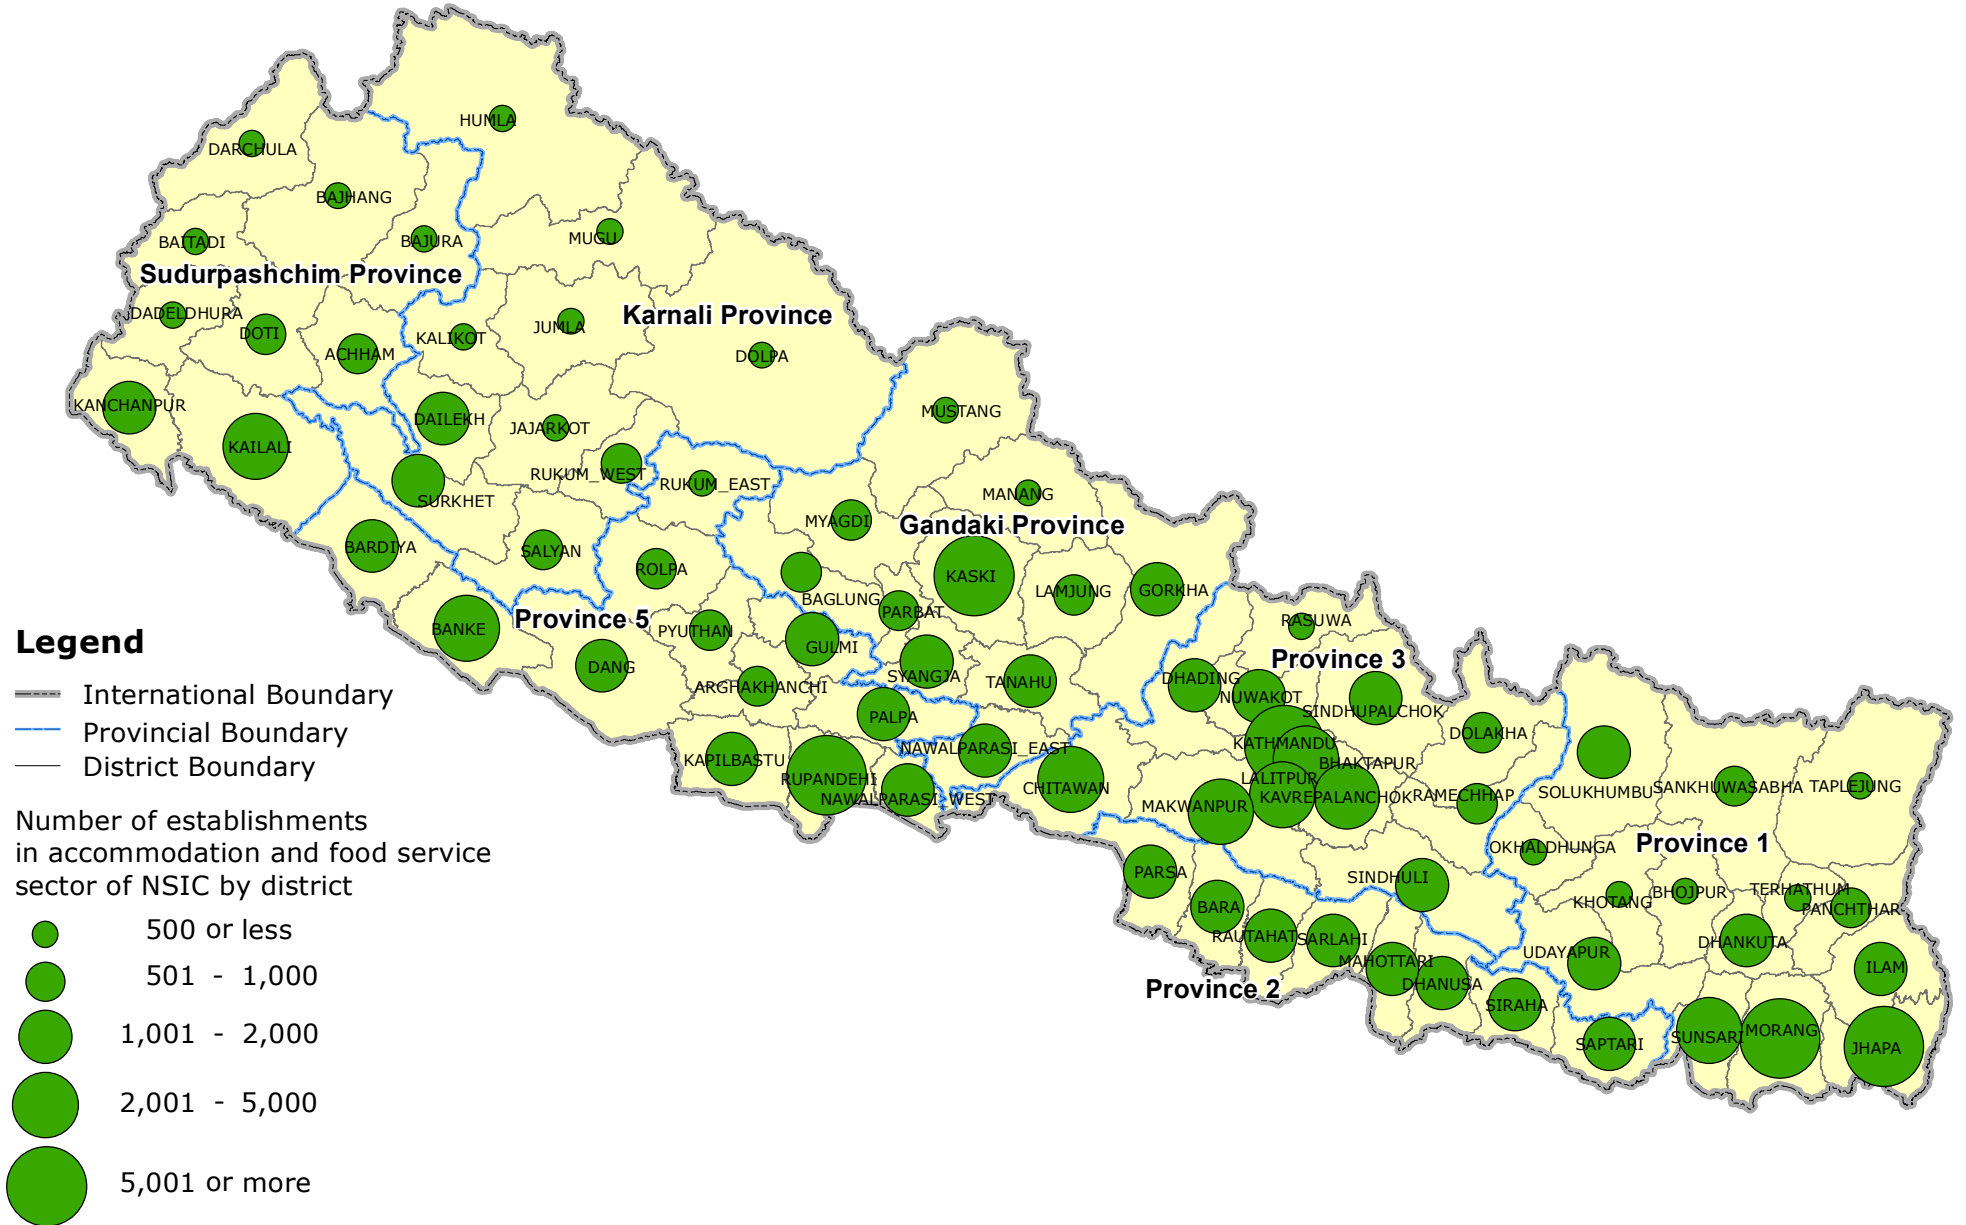 HUMLA
DARCHULA
BAJHANG
BAITADI
BAJURA
MUGU
Sudurpashchim Province
DADELDHURA
DOTI
ACHHAM
KALIKOT
JUMLA
Karnali Province
DOLPA
KANCHANPUR
KAILALI
DAILEKH
JAJARKOT
MUSTANG
RUKUM_WEST
RUKUM_EAST
SURKHET
MANANG
MYAGDI
Gandaki Province
BARDIYA
SALYAN
ROLPA
KASKI
BAGLUNG
LAMJUNG
GORKHA
PARBAT
BANKE
Province 5
PYUTHAN
GULMI
RASUWA
DANG
ARGHAKHANCHI
SYANGJA
TANAHU
Province 3
DHADING
NUWAKOT
SINDHUPALCHOK
PALPA
KAPILBASTU
NAWALPARASI_EAST
KATHMANDU
BHAKTAPUR
DOLAKHA
RUPANDEHI
NAWALPARASI_WEST
CHITAWAN
LALITPUR
KAVREPALANCHOK
RAMECHHAP
MAKWANPUR
SOLUKHUMBU
SANKHUWASABHA
TAPLEJUNG
OKHALDHUNGA
Province 1
PARSA
SINDHULI
KHOTANG
BHOJPUR
TERHATHUM
PANCHTHAR
BARA
RAUTAHAT
SARLAHI
MAHOTTARI
DHANUSA
UDAYAPUR
DHANKUTA
ILAM
Province 2
SIRAHA
SAPTARI
SUNSARI
MORANG
JHAPA
Legend
International Boundary
Provincial Boundary
District Boundary
Number of establishments
in accommodation and food service
sector of NSIC by district
500 or less
501 - 1,000
1,001 - 2,000
2,001 - 5,000
5,001 or more